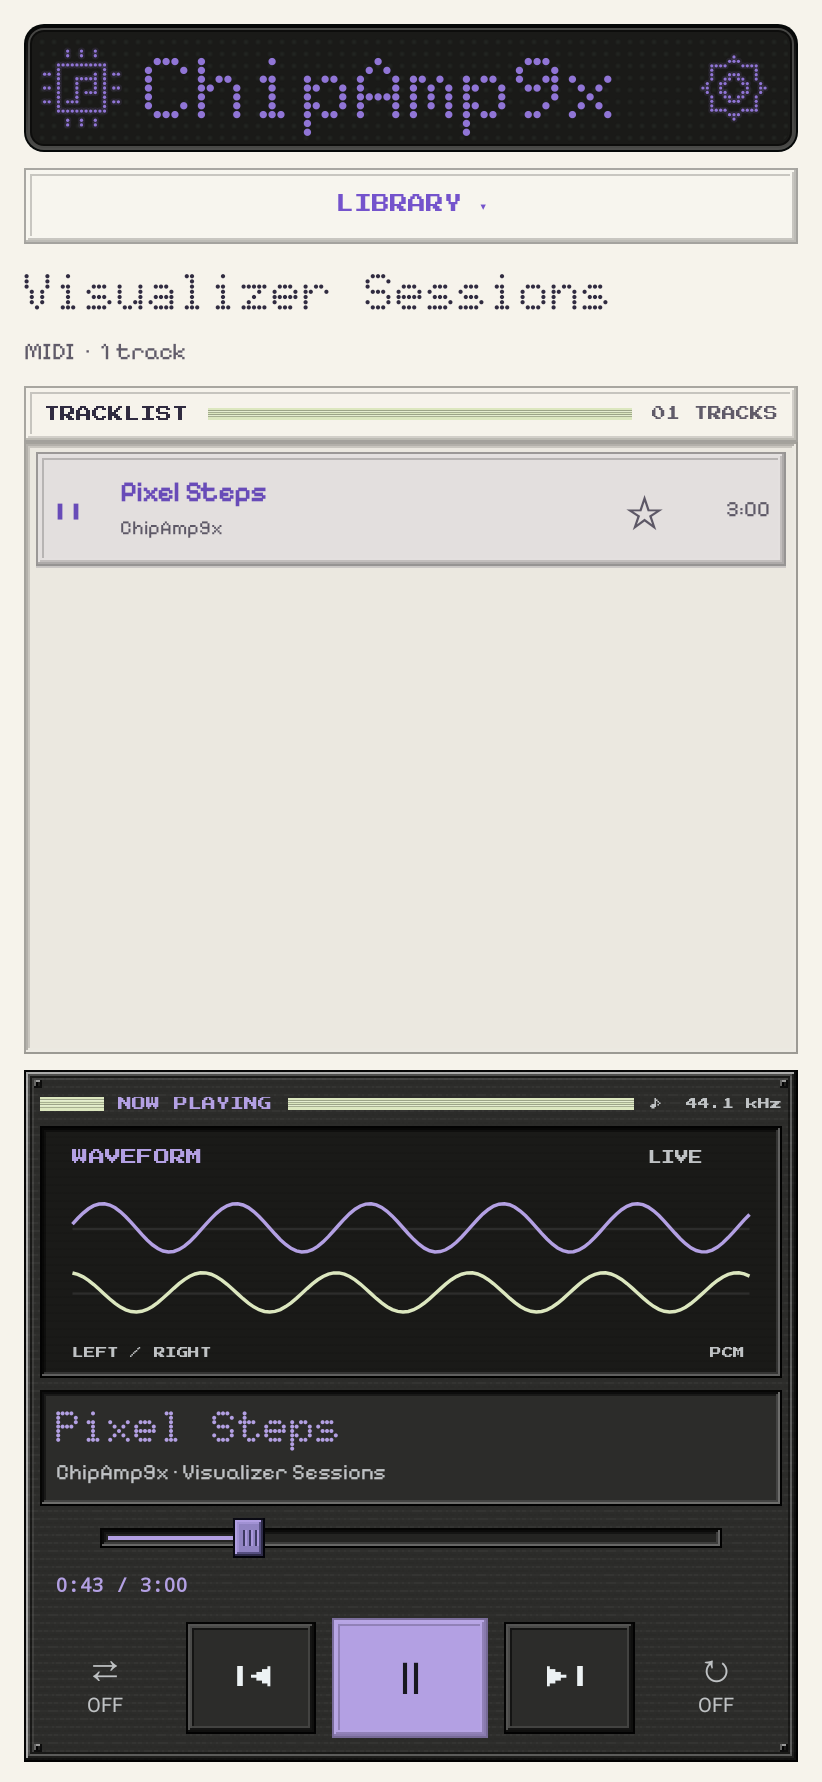 ChipAmp9x
LIBRARY ▾
Visualizer Sessions
MIDI · 1 track
TRACKLIST 01 TRACKS
Pixel Steps
ChipAmp9x
3:00
NOW PLAYING ♪ 44.1 kHz
WAVEFORM LIVE
LEFT / RIGHT PCM
Pixel Steps
ChipAmp9x · Visualizer Sessions
0:43 / 3:00
OFF OFF